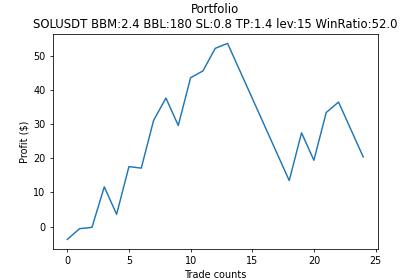 Portfolio
SOLUSDT BBM:2.4 BBL:180 SL:0.8 TP:1.4 lev:15 WinRatio:52.0
50
40
30
20
10
0
Profit ($)
0 5 10 15 20 25
Trade counts